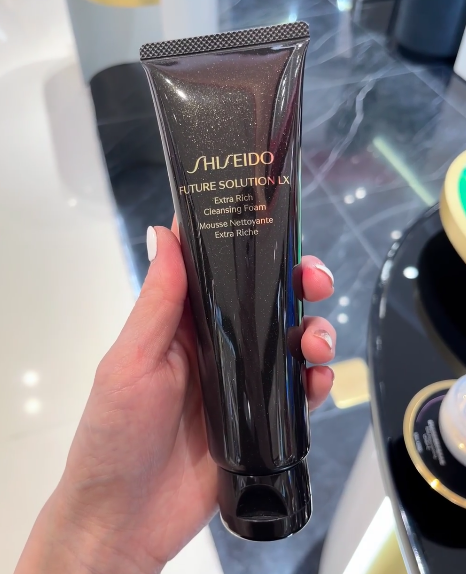 SHISEIDO
FUTURE SOLUTION LX
Extra Rich
Cleansing Foam
Mousse Nettoyante
Extra Riche